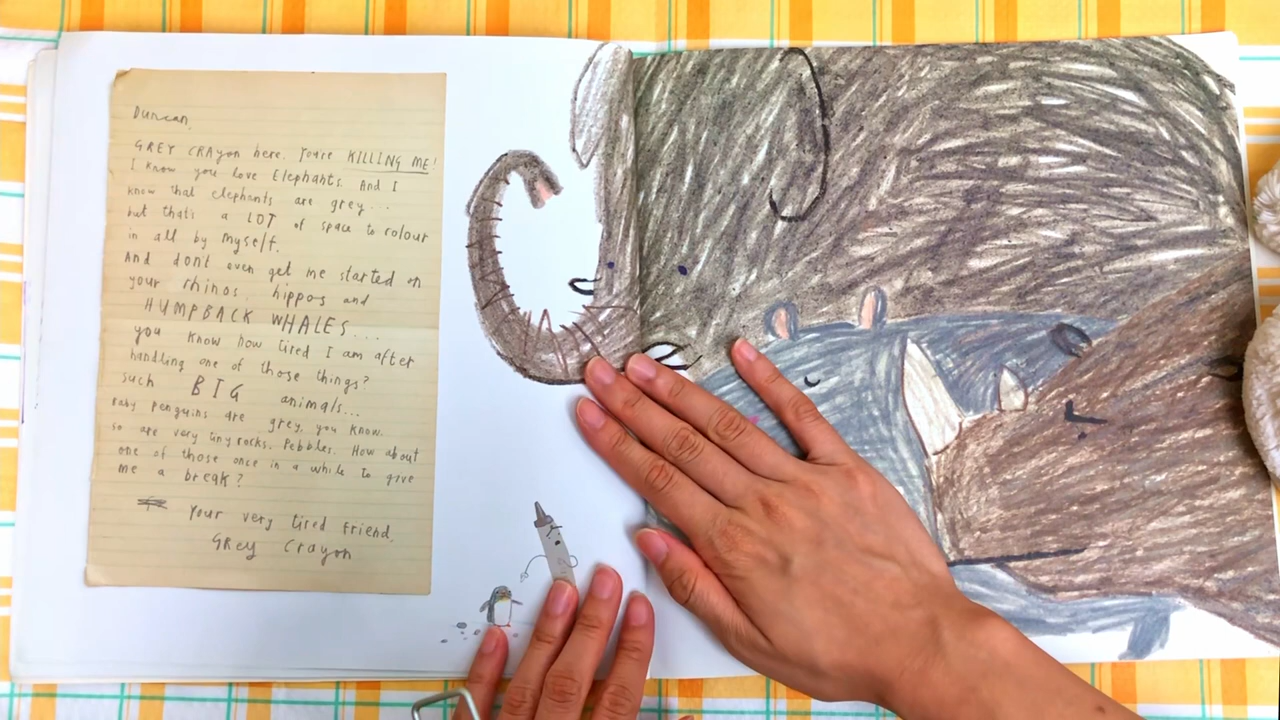 Duncan,
GREY CRAYON here. You're KILLING ME!
I know you love Elephants. And I
know that elephants are grey...
but that's a LOT of space to colour
in all by myself.
And don't even get me started on
your rhinos, hippos and
HUMPBACK WHALES...
you know how tired I am after
handling one of those things?
such BIG animals...
Baby penguins are grey, you know.
so are very tiny rocks. Pebbles. How about
one of those once in a while to give
me a break?
Your very tired friend,
Grey Crayon